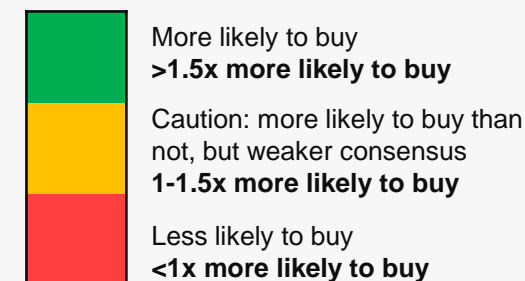 More likely to buy
>1.5x more likely to buy
Caution: more likely to buy than
not, but weaker consensus
1-1.5x more likely to buy
Less likely to buy
<1x more likely to buy